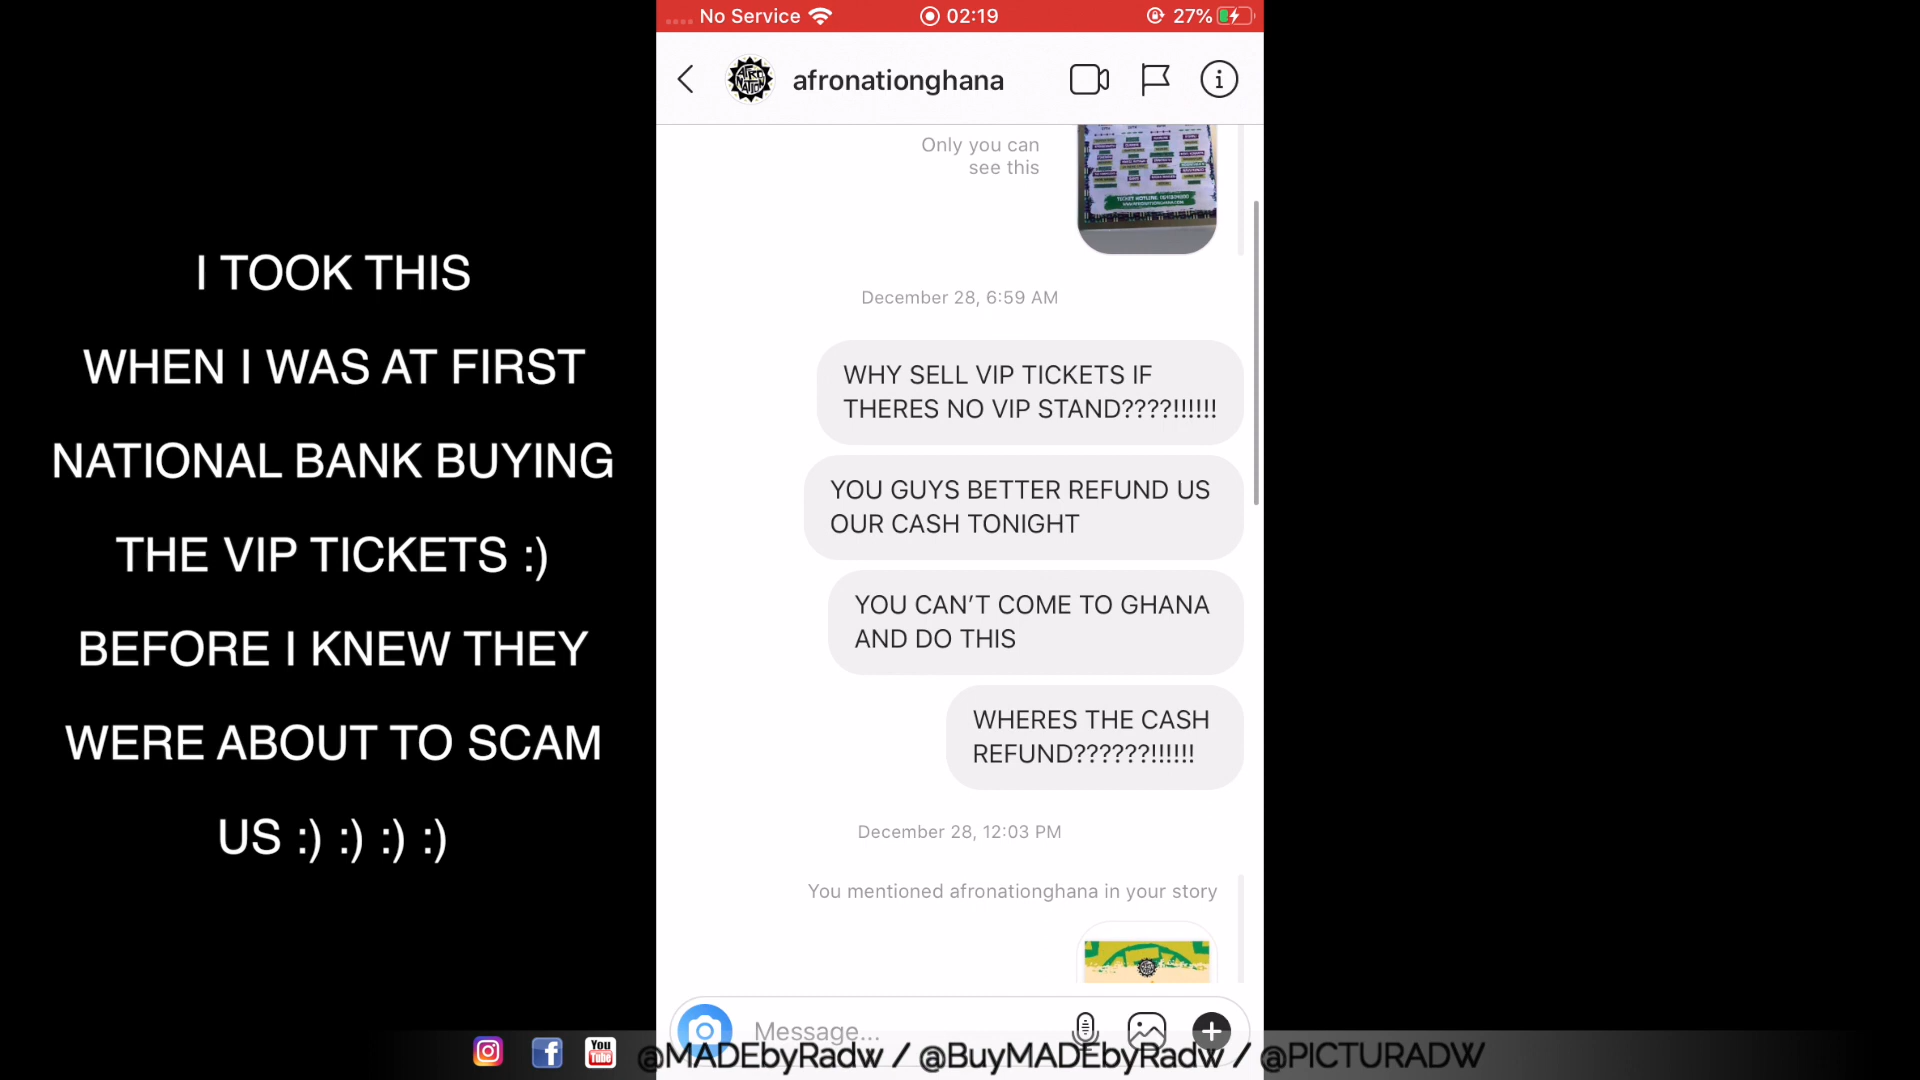 I TOOK THIS
WHEN I WAS AT FIRST
NATIONAL BANK BUYING
THE VIP TICKETS :)
BEFORE I KNEW THEY
WERE ABOUT TO SCAM
US :) :) :) :)
No Service 02:19 27%
afronationghana
Only you can
see this
December 28, 6:59 AM
WHY SELL VIP TICKETS IF
THERES NO VIP STAND????!!!!!!
YOU GUYS BETTER REFUND US
OUR CASH TONIGHT
YOU CAN’T COME TO GHANA
AND DO THIS
WHERES THE CASH
REFUND??????!!!!!!
December 28, 12:03 PM
You mentioned afronationghana in your story
Message...
You
Tube
@MADEbyRadw / @BuyMADEbyRadw / @PICTURADW